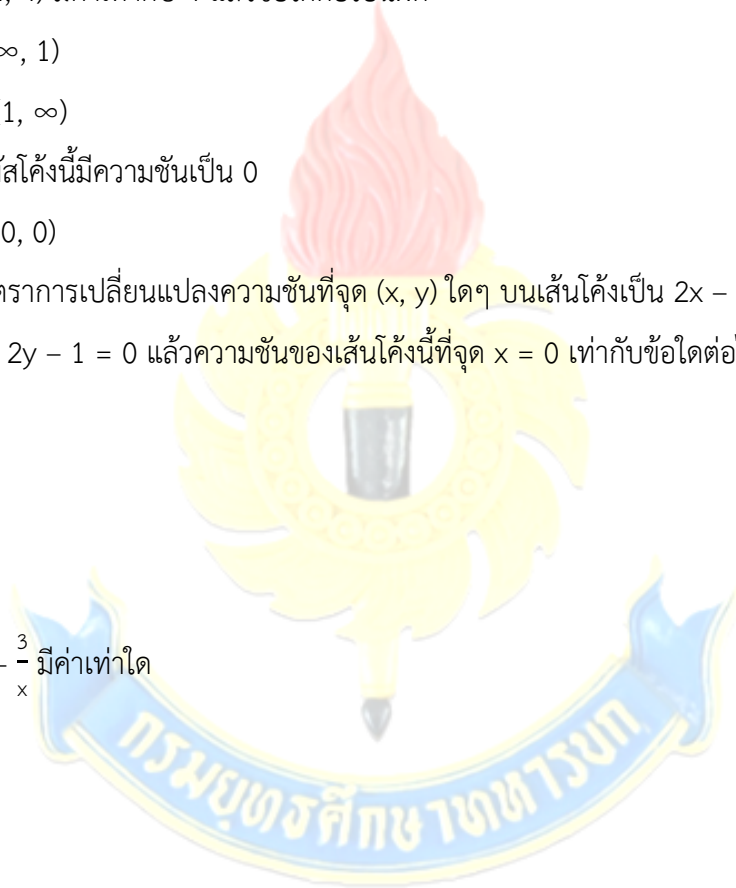 ∞, 1)
(1, ∞)
โค้งนี้มีความชันเป็น 0
0, 0)
ราการเปลี่ยนแปลงความชันที่จุด (x, y) ใดๆ บนเส้นโค้งเป็น 2x –
2y – 1 = 0 แล้วความชันของเส้นโค้งนี้ที่จุด x = 0 เท่ากับข้อใดต่อ
– 3/x มีค่าเท่าใด
กรมยุทธศึกษาทหารบก